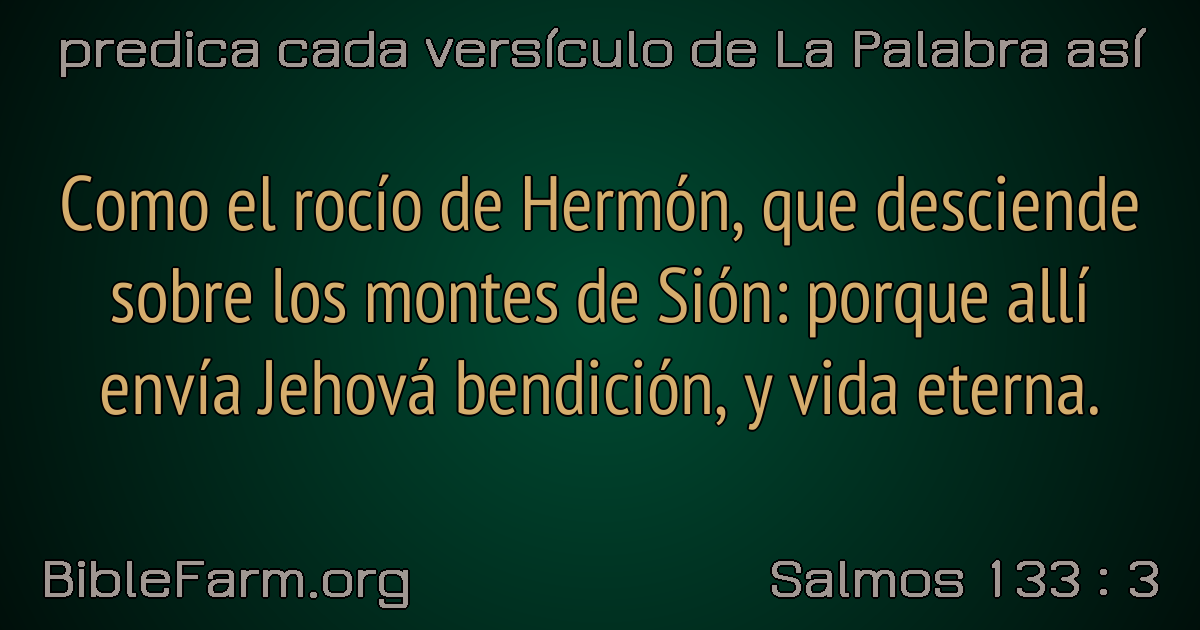 predica cada versículo de La Palabra así
Como el rocío de Hermón, que desciende
sobre los montes de Sión: porque allí
envía Jehová bendición, y vida eterna.
BibleFarm.org
Salmos 133 : 3